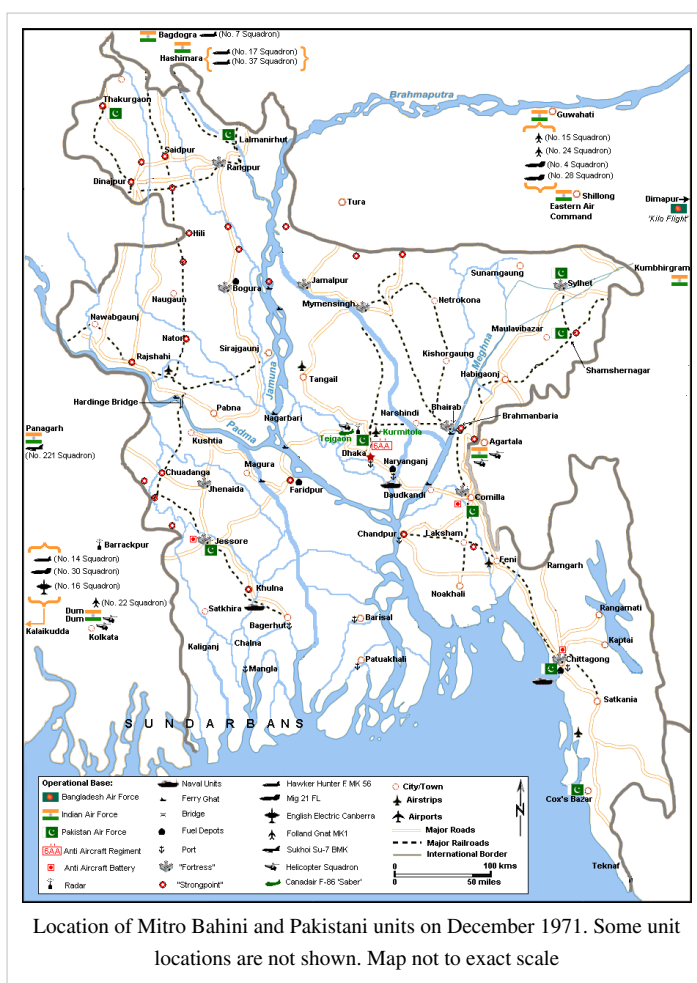 Bagdogra (No. 7 Squadron)
Hashimara (No. 17 Squadron)
(No. 37 Squadron)
Brahmaputra
Guwahati
(No. 15 Squadron)
(No. 24 Squadron)
(No. 4 Squadron)
(No. 28 Squadron)
Shillong
Eastern Air
Command
Dimapur
'Kilo Flight'
Kumbhirgram
Thakurgaon
Lalmanirhut
Saidpur
Rangpur
Dinajpur
Tura
Hili
Sunamgaun
Sylhet
Bogura
Jamalpur
Mymensingh
Netrokona
Naugaun
Nawabgaunj
Maulavibazar
Nator
Sirajgaunj
Kishorgaung
Meghna
Shamshernagar
Rajshahi
Jamuna
Tangail
Habigaonj
Hardinge Bridge
Pabna
Nagarbari
Narshindi
Bhairab
Brahmanbaria
Panagarh
(No. 221 Squadron)
Padma
Kushtia
Tejgaon
Kurmitola
6AA
Dhaka
Agartala
Chuadanga
Magura
Naryanganj
Jhenaida
Faridpur
Daudkandi
Comilla
Barrackpur
(No. 14 Squadron)
(No. 30 Squadron)
(No. 16 Squadron)
(No. 22 Squadron)
Dum
Dum
Kalaikudda
Kolkata
Jessore
Chandpur
Laksham
Feni
Ramgarh
Khulna
Noakhali
Rangamati
Satkhira
Bagerhut
Barisal
Kaptai
Kaliganj
Chalna
Mangla
Patuakhali
Chittagong
Satkania
SUNDARBANS
Cox's Bazar
Teknaf
Operational Base:
Bangladesh Air Force
Indian Air Force
Pakistan Air Force
6AA Anti Aircraft Regiment
Anti Aircraft Battery
Radar
Naval Units
Ferry Ghat
Bridge
Fuel Depots
Port
"Fortress"
"Strongpoint"
Hawker Hunter F. MK 56
Mig 21 FL
English Electric Canberra
Folland Gnat MK1
Sukhoi Su-7 BMK
Helicopter Squadron
Canadair F-86 'Saber'
City/Town
Airstrips
Airports
Major Roads
Major Railroads
International Border
N
0 100 kms
0 50 miles
Location of Mitro Bahini and Pakistani units on December 1971. Some unit
locations are not shown. Map not to exact scale